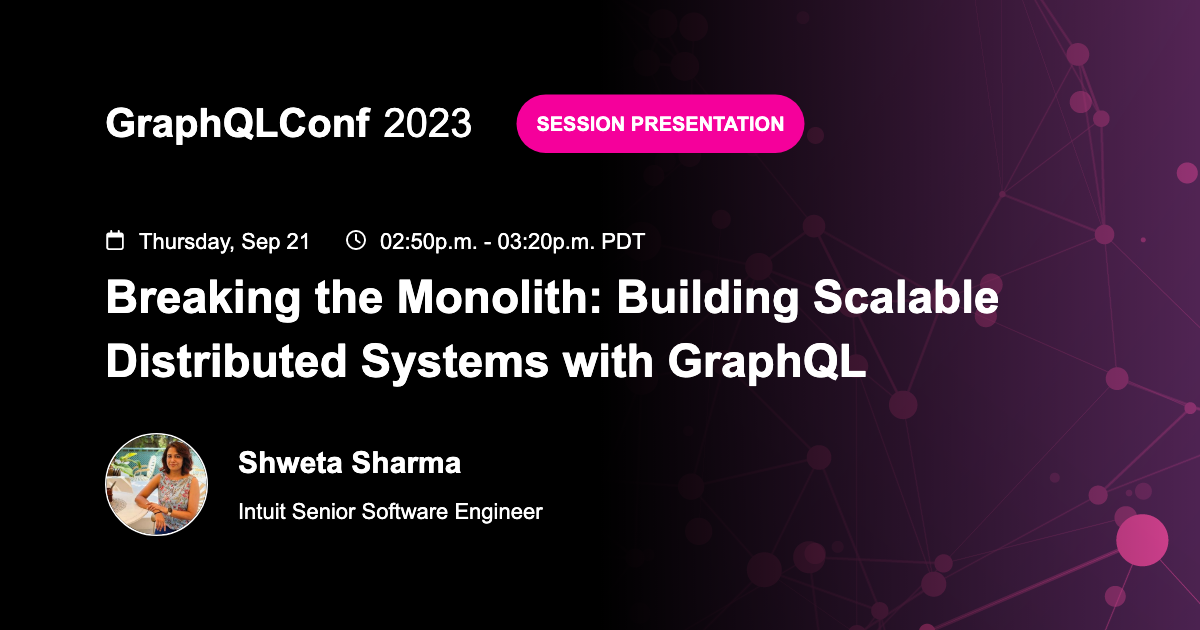 GraphQLConf 2023
SESSION PRESENTATION
Thursday, Sep 21 02:50p.m. - 03:20p.m. PDT
Breaking the Monolith: Building Scalable
Distributed Systems with GraphQL
Shweta Sharma
Intuit Senior Software Engineer